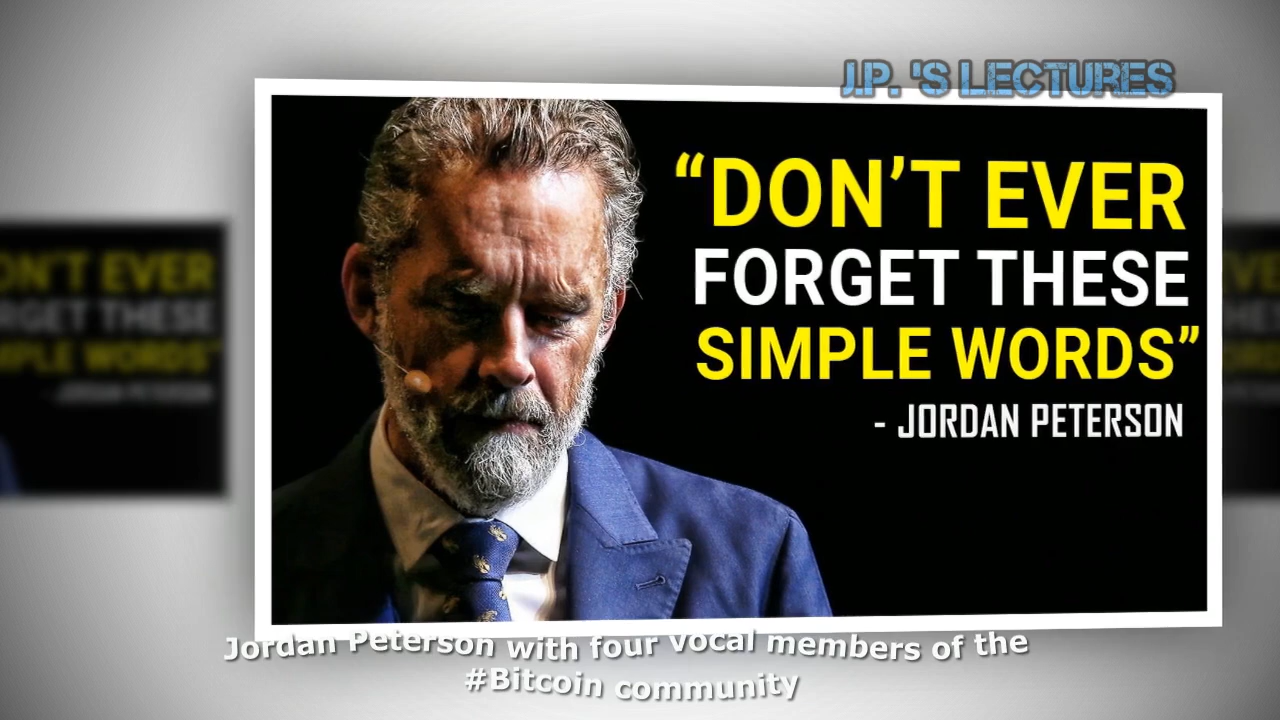 J.P. 'S LECTURES
“DON’T EVER
FORGET THESE
SIMPLE WORDS”
- JORDAN PETERSON
Jordan Peterson with four vocal members of the
#Bitcoin community